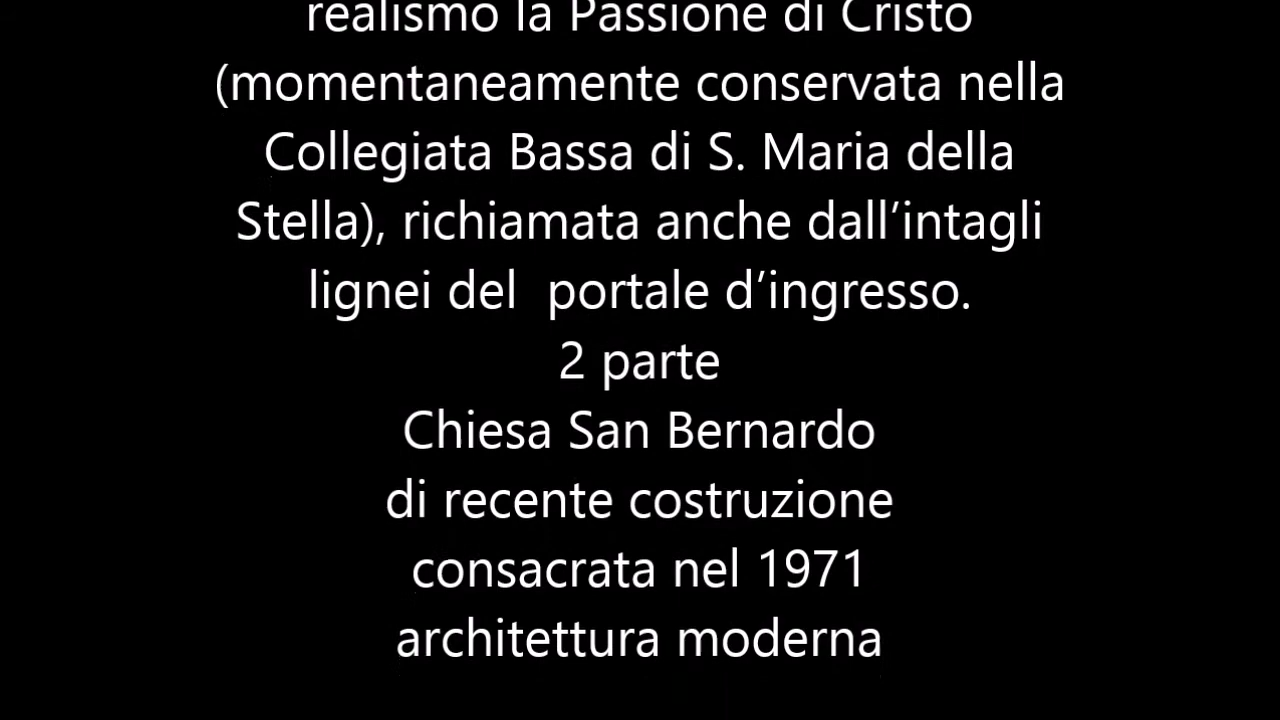 realismo la Passione di Cristo
(momentaneamente conservata nella
Collegiata Bassa di S. Maria della
Stella), richiamata anche dall’intagli
lignei del  portale d’ingresso.
2 parte
Chiesa San Bernardo
di recente costruzione
consacrata nel 1971
architettura moderna